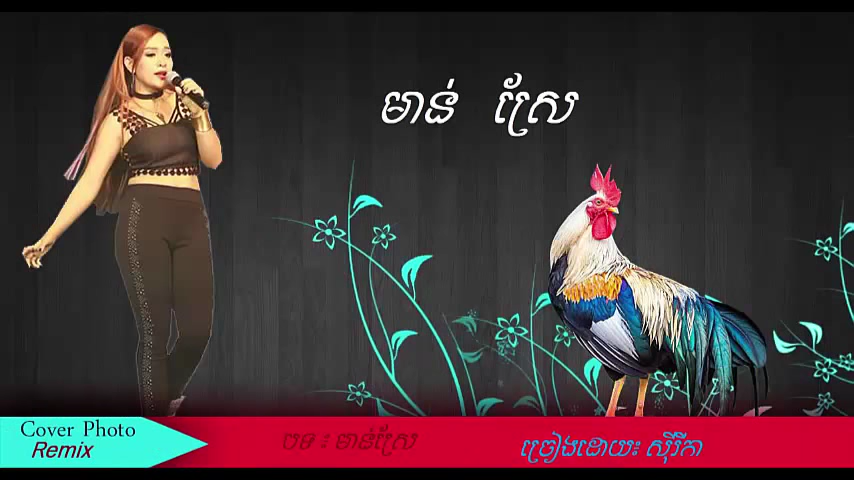 មាន់ ស្រែ
Cover Photo
Remix
បទ ៖ មាន់ស្រែ
ច្រៀងដោយ៖ ស៊ីរីកា